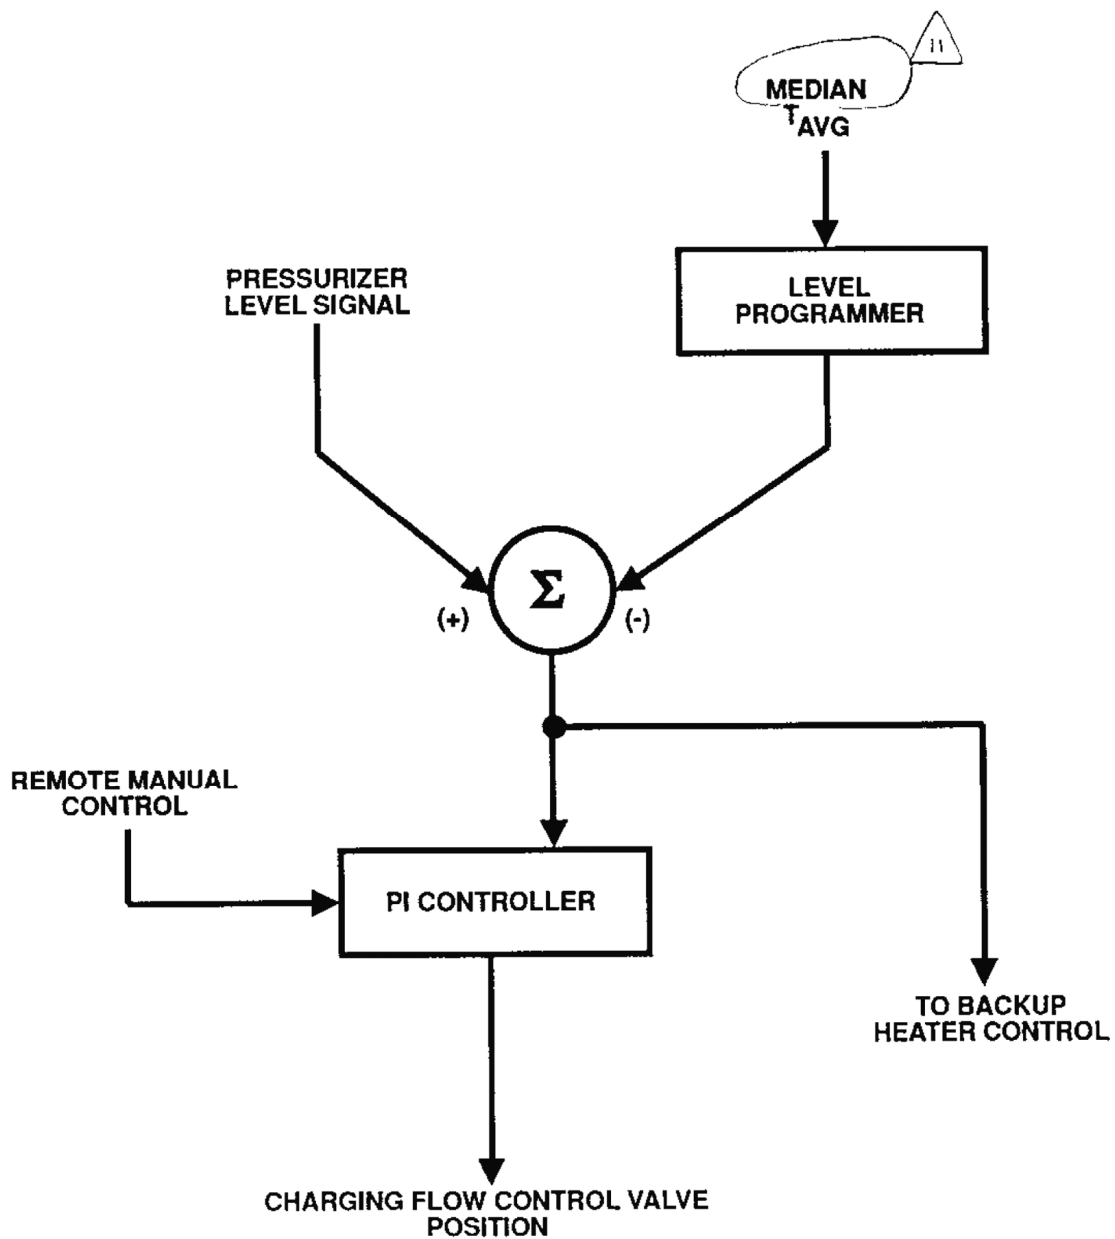 11
MEDIAN
TAVG
PRESSURIZER
LEVEL SIGNAL
LEVEL
PROGRAMMER
Σ
(+)
(-)
REMOTE MANUAL
CONTROL
PI CONTROLLER
TO BACKUP
HEATER CONTROL
CHARGING FLOW CONTROL VALVE
POSITION